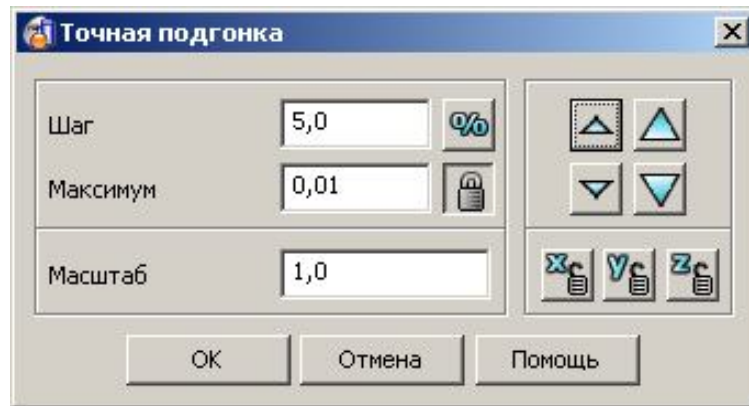 Точная подгонка
Шаг 5,0 %
Максимум 0,01
Масштаб 1,0
x y z
OK Отмена Помощь